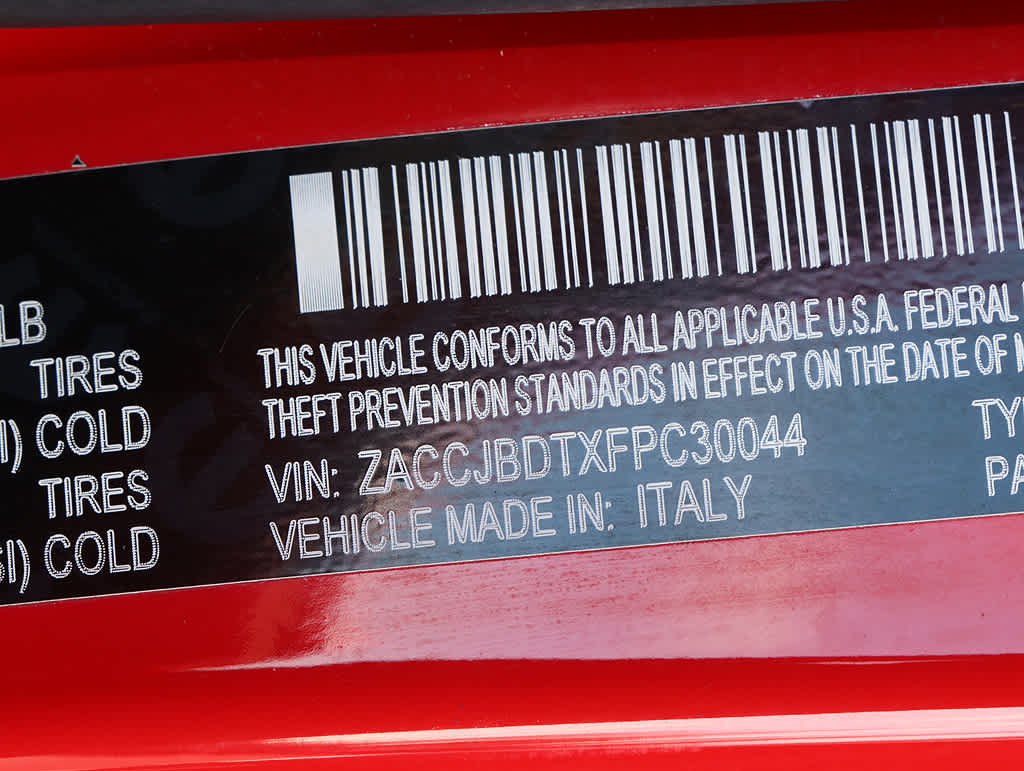 LB
TIRES
COLD
TIRES
COLD
THIS VEHICLE CONFORMS TO ALL APPLICABLE U.S.A. FEDERAL
THEFT PREVENTION STANDARDS IN EFFECT ON THE DATE OF
VIN: ZACCJBDTXFPC30044
VEHICLE MADE IN: ITALY